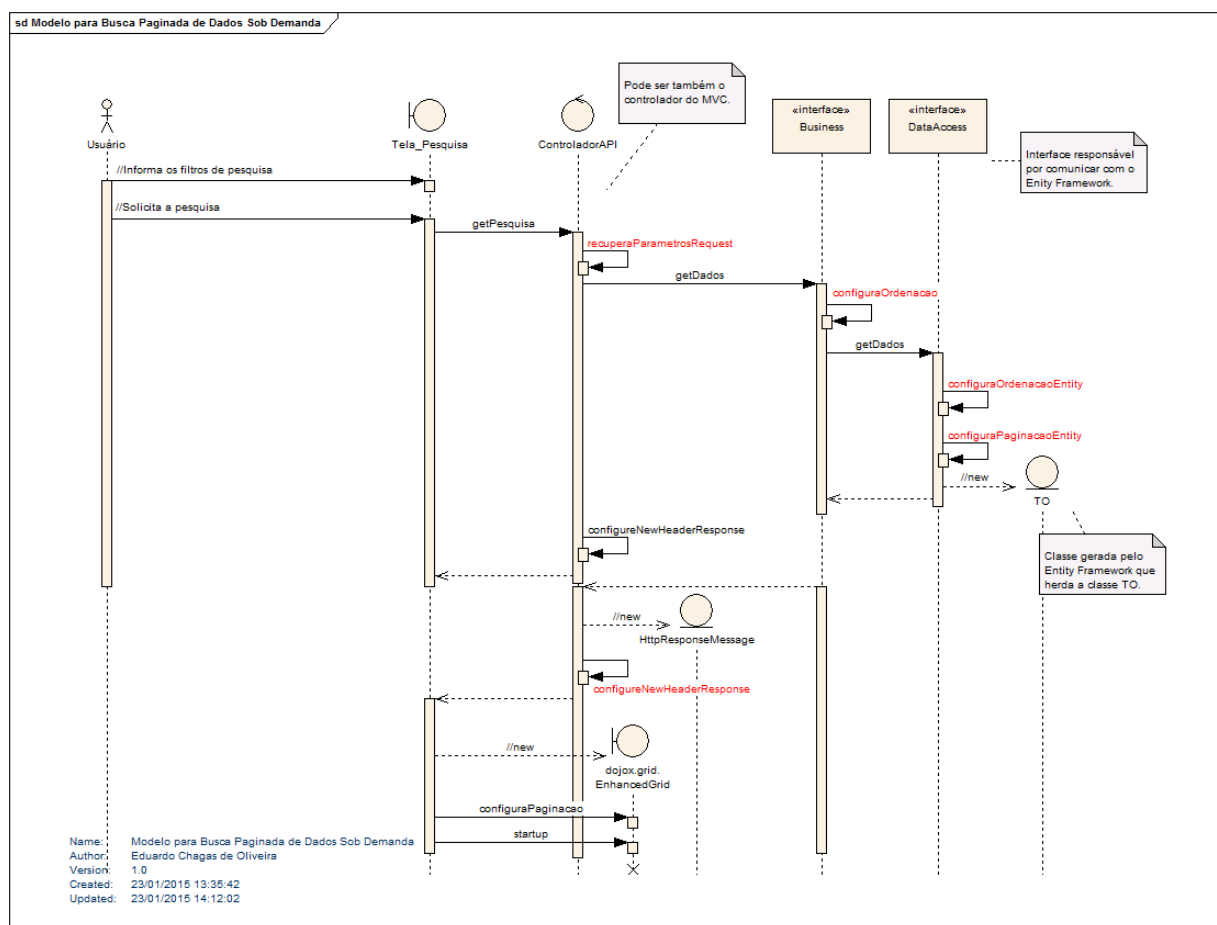 sd Modelo para Busca Paginada de Dados Sob Demanda
Pode ser também o
controlador do MVC.
Usuário
Tela_Pesquisa
ControladorAPI
«interface»
Business
«interface»
DataAccess
Interface responsável
por comunicar com o
Enity Framework.
//Informa os filtros de pesquisa
//Solicita a pesquisa
getPesquisa
recuperaParametrosRequest
getDados
configuraOrdenacao
getDados
configuraOrdenacaoEntity
configuraPaginacaoEntity
//new
TO
configureNewHeaderResponse
Classe gerada pelo
Entity Framework que
herda a classe TO.
//new
HttpResponseMessage
configureNewHeaderResponse
//new
dojox.grid.
EnhancedGrid
configuraPaginacao
startup
Name: Modelo para Busca Paginada de Dados Sob Demanda
Author: Eduardo Chagas de Oliveira
Version: 1.0
Created: 23/01/2015 13:35:42
Updated: 23/01/2015 14:12:02